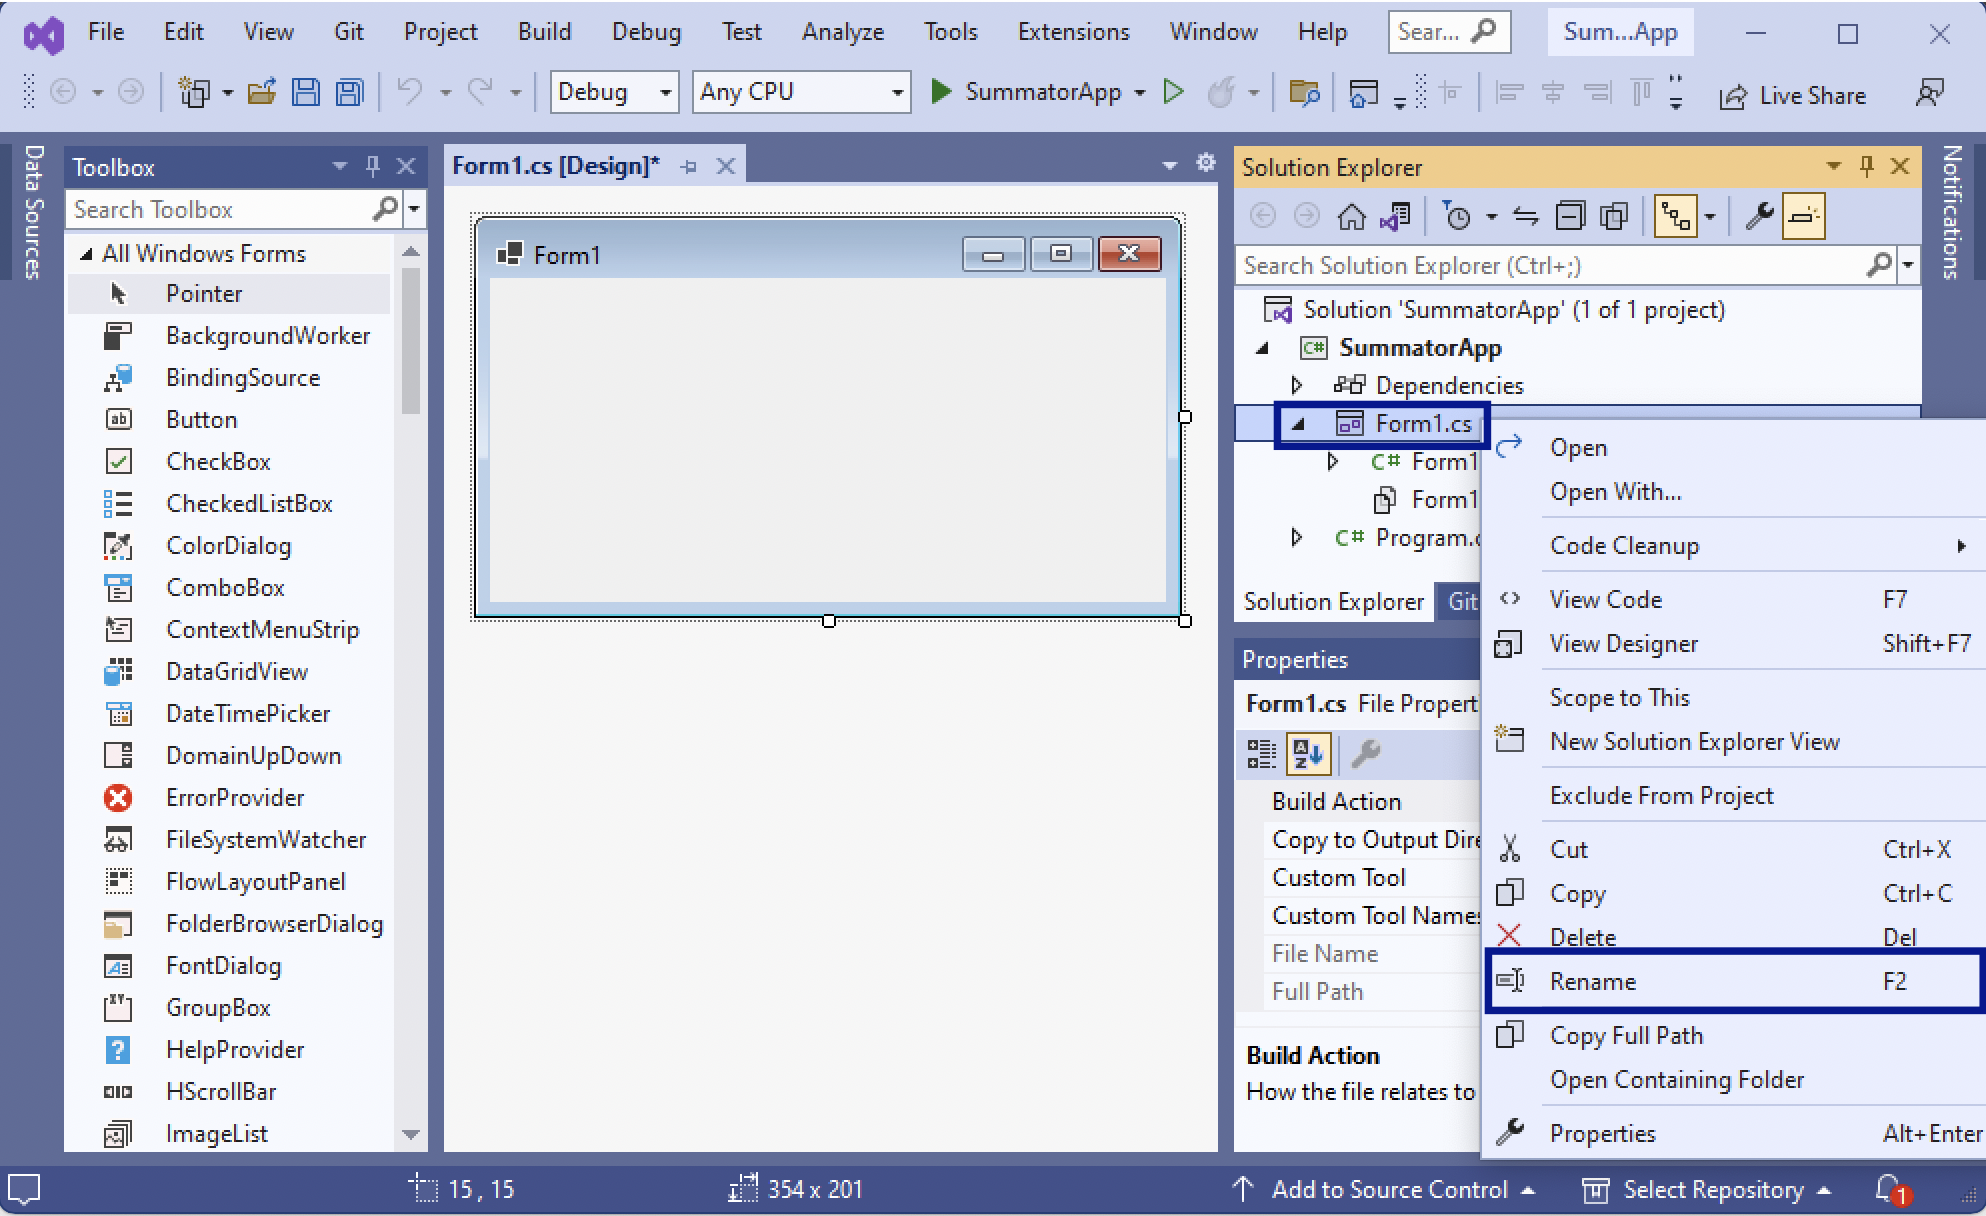 File Edit View Git Project Build Debug Test Analyze Tools Extensions Window Help Sear... Sum...App
Debug Any CPU SummatorApp Live Share
Data Sources
Toolbox
Search Toolbox
All Windows Forms
Pointer
BackgroundWorker
BindingSource
ab Button
CheckBox
CheckedListBox
ColorDialog
ComboBox
ContextMenuStrip
DataGridView
DateTimePicker
DomainUpDown
ErrorProvider
FileSystemWatcher
FlowLayoutPanel
FolderBrowserDialog
FontDialog
GroupBox
HelpProvider
HScrollBar
ImageList
Form1.cs [Design]*
Form1
Solution Explorer
Search Solution Explorer (Ctrl+;)
Solution 'SummatorApp' (1 of 1 project)
C# SummatorApp
Dependencies
Form1.cs
C# Form1
Form1
C# Program.c
Solution Explorer Git
Properties
Form1.cs File Propert
Build Action
Copy to Output Dire
Custom Tool
Custom Tool Names
File Name
Full Path
Build Action
How the file relates to
Open
Open With...
Code Cleanup
View Code F7
View Designer Shift+F7
Scope to This
New Solution Explorer View
Exclude From Project
Cut Ctrl+X
Copy Ctrl+C
Delete Del
Rename F2
Copy Full Path
Open Containing Folder
Properties Alt+Enter
Notifications
15 , 15 354 x 201 Add to Source Control Select Repository 1